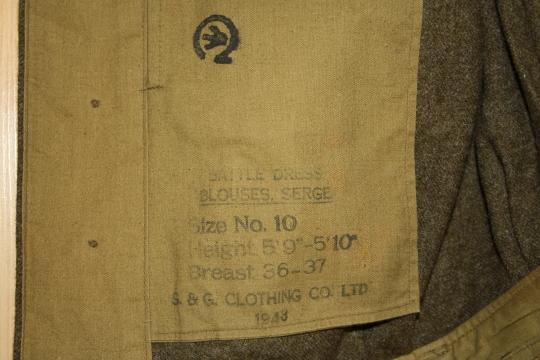 BATTLE DRESS
BLOUSES, SERGE
Size No. 10
Height 5'9"-5'10"
Breast 36-37
S. & G. CLOTHING CO. LTD
1943